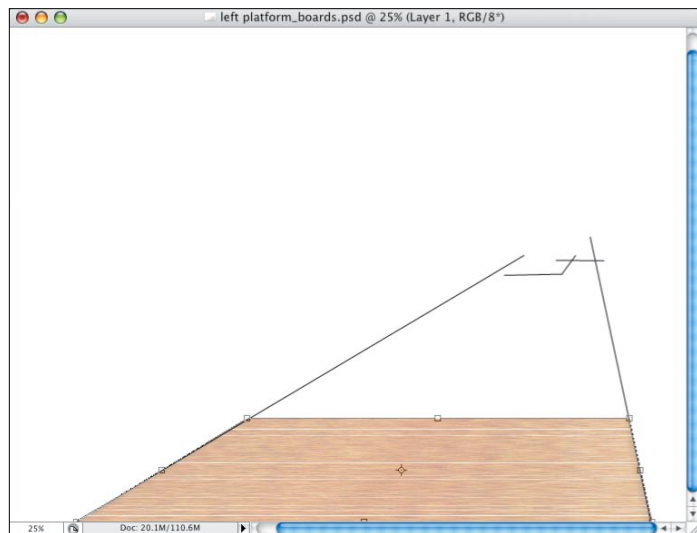 left platform_boards.psd @ 25% (Layer 1, RGB/8*)
25% Doc: 20.1M/110.6M